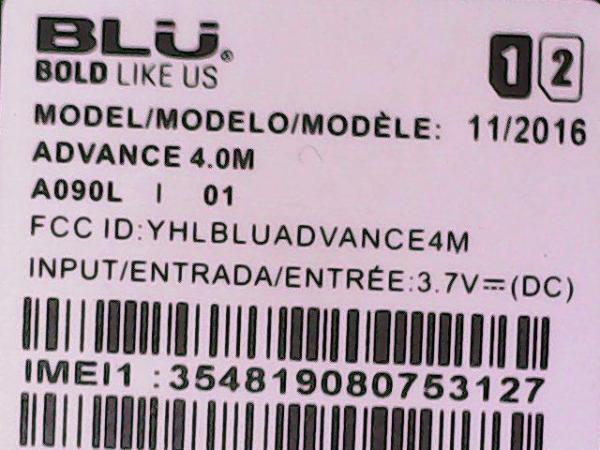 BLU®
BOLD LIKE US
1 2
MODEL/MODELO/MODÈLE: 11/2016
ADVANCE 4.0M
A090L | 01
FCC ID:YHLBLUADVANCE4M
INPUT/ENTRADA/ENTRÉE:3.7V⎓(DC)
IMEI1 :354819080753127